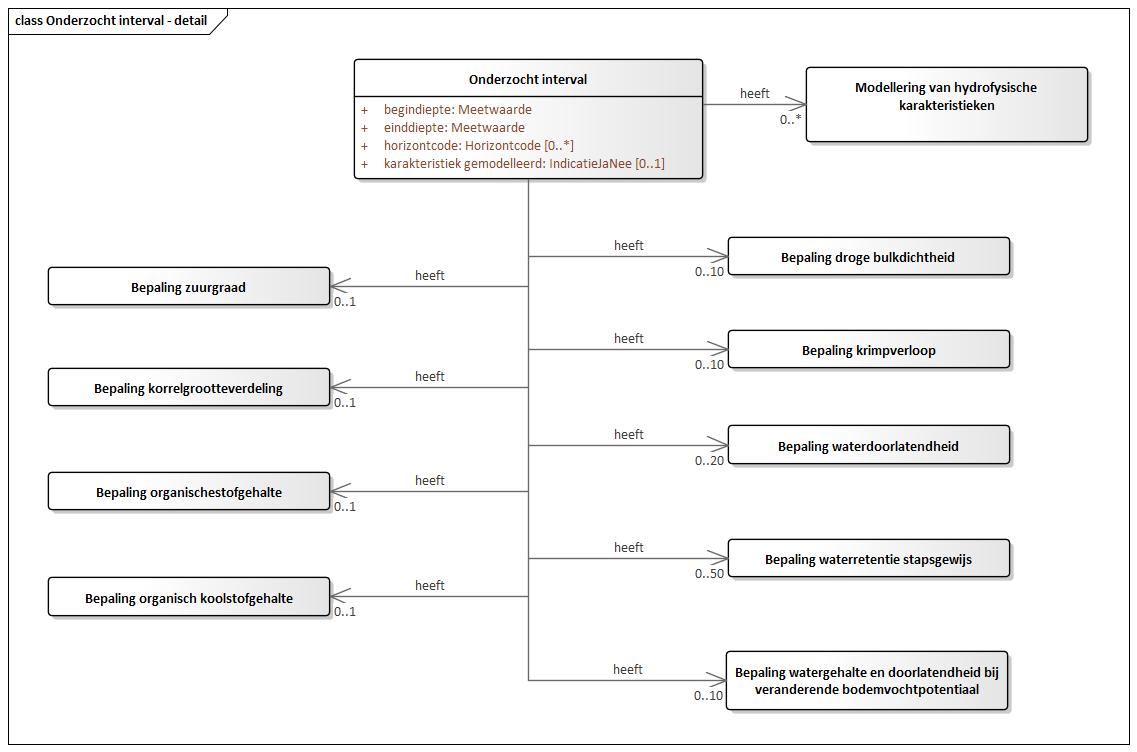 class Onderzocht interval - detail
Onderzocht interval
+ begindiepte: Meetwaarde
+ einddiepte: Meetwaarde
+ horizontcode: Horizontcode [0..*]
+ karakteristiek gemodelleerd: IndicatieJaNee [0..1]
heeft
0..*
Modellering van hydrofysische
karakteristieken
heeft
0..10
Bepaling droge bulkdichtheid
heeft
0..1
Bepaling zuurgraad
heeft
0..10
Bepaling krimpverloop
heeft
0..1
Bepaling korrelgrootteverdeling
heeft
0..20
Bepaling waterdoorlatendheid
heeft
0..1
Bepaling organischestofgehalte
heeft
0..50
Bepaling waterretentie stapsgewijs
heeft
0..1
Bepaling organisch koolstofgehalte
heeft
0..10
Bepaling watergehalte en doorlatendheid bij
veranderende bodemvochtpotentiaal